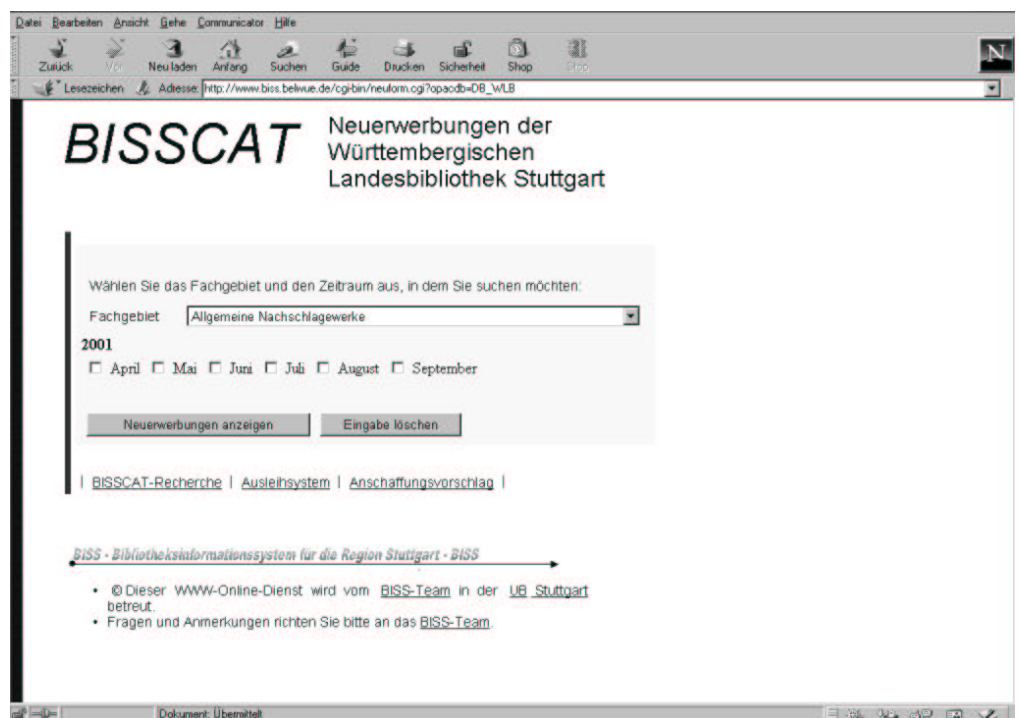 Datei Bearbeiten Ansicht Gehe Communicator Hilfe
Zurück Vor Neu laden Anfang Suchen Guide Drucken Sicherheit Shop Stop
N
Lesezeichen Adresse: http://www.biss.belwue.de/cgi-bin/neuform.cgi?opacdb=DB_WLB
BISSCAT
Neuerwerbungen der
Württembergischen
Landesbibliothek Stuttgart
Wählen Sie das Fachgebiet und den Zeitraum aus, in dem Sie suchen möchten:
Fachgebiet Allgemeine Nachschlagewerke
2001
April Mai Juni Juli August September
Neuerwerbungen anzeigen Eingabe löschen
| BISSCAT-Recherche | Ausleihsystem | Anschaffungsvorschlag |
BISS - Bibliotheksinformationssystem für die Region Stuttgart - BISS
• © Dieser WWW-Online-Dienst wird vom BISS-Team in der UB Stuttgart
betreut.
• Fragen und Anmerkungen richten Sie bitte an das BISS-Team.
Dokument: Übermittelt